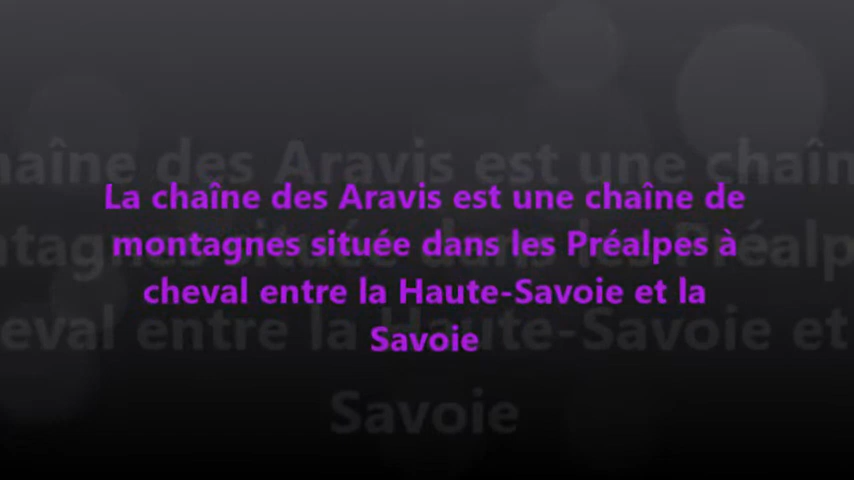 La chaîne des Aravis est une chaîne de
montagnes située dans les Préalpes à
cheval entre la Haute-Savoie et la
Savoie